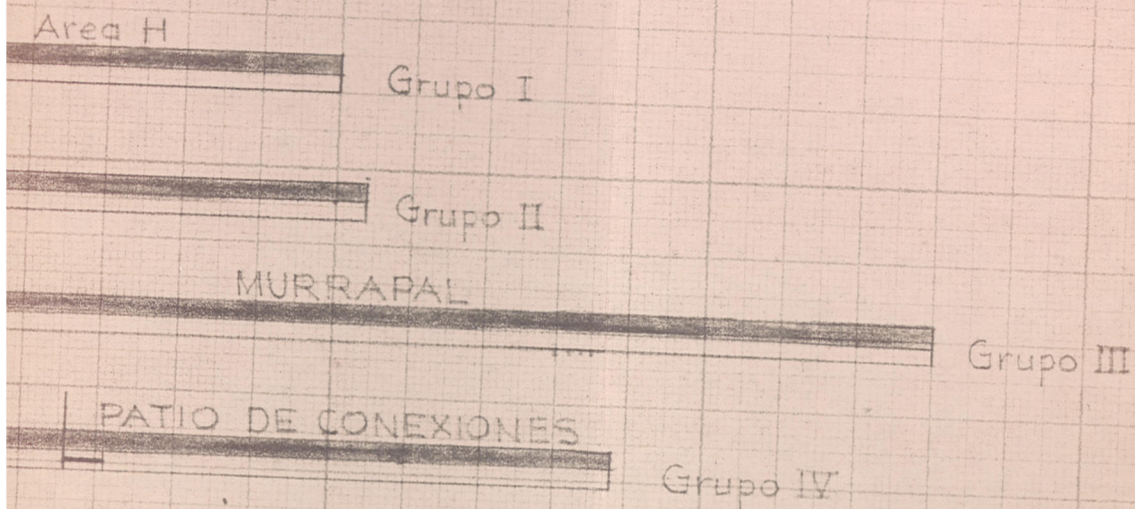 Area H
Grupo I
Grupo II
MURRAPAL
Grupo III
PATIO DE CONEXIONES
Grupo IV